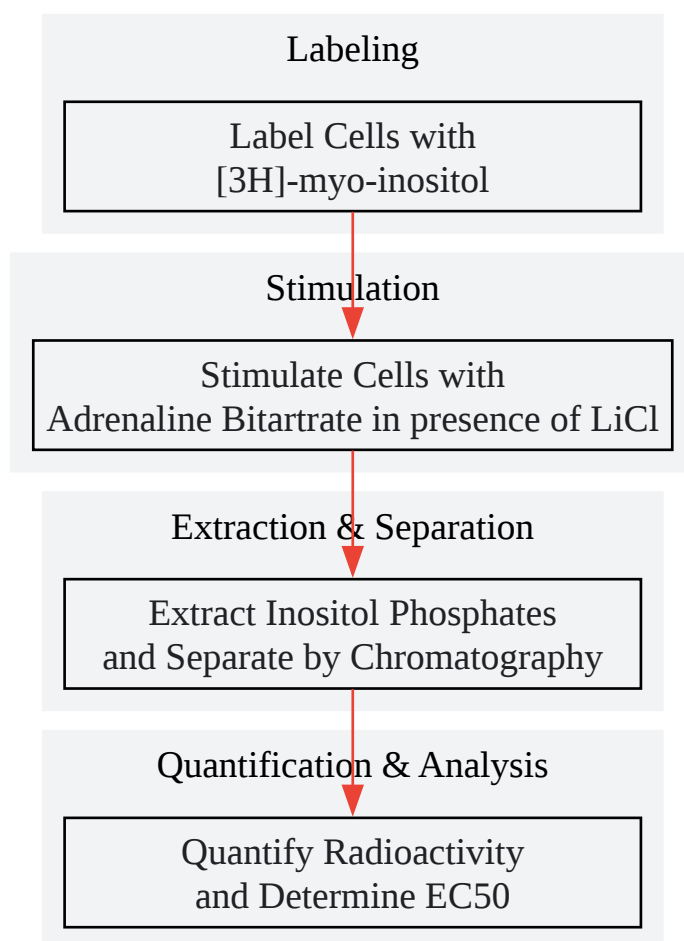 Labeling
Label Cells with
[3H]-myo-inositol
Stimulation
Stimulate Cells with
Adrenaline Bitartrate in presence of LiCl
Extraction & Separation
Extract Inositol Phosphates
and Separate by Chromatography
Quantification & Analysis
Quantify Radioactivity
and Determine EC50